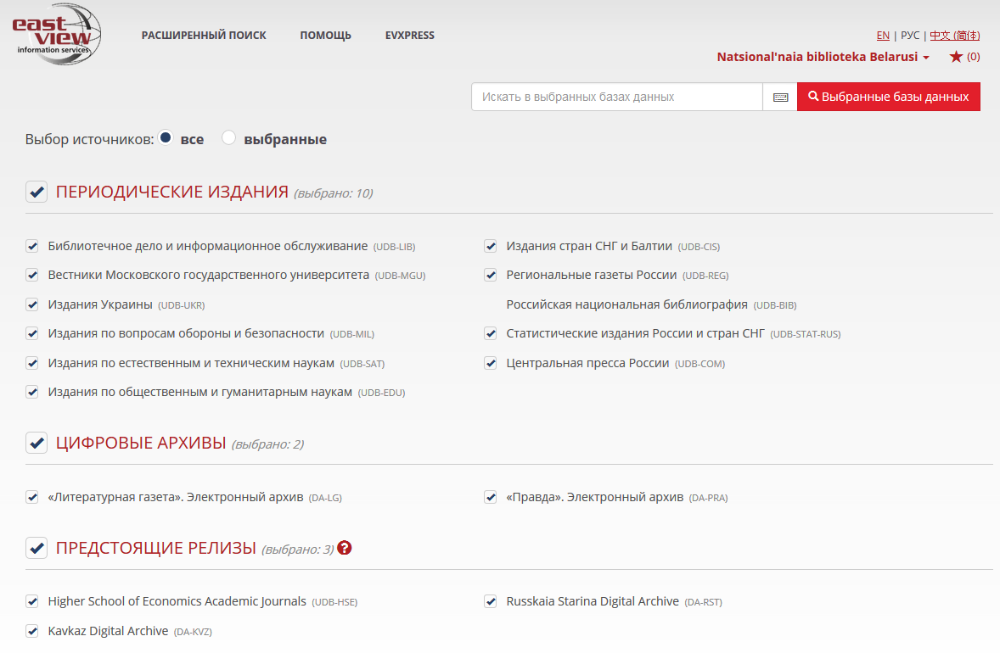 east
view
information services
РАСШИРЕННЫЙ ПОИСК ПОМОЩЬ EVXPRESS
EN | РУС | 中文 (简体)
Natsional'naia biblioteka Belarusi (0)
Искать в выбранных базах данных Выбранные базы данных
Выбор источников: все выбранные
ПЕРИОДИЧЕСКИЕ ИЗДАНИЯ (выбрано: 10)
Библиотечное дело и информационное обслуживание (UDB-LIB) Издания стран СНГ и Балтии (UDB-CIS)
Вестники Московского государственного университета (UDB-MGU) Региональные газеты России (UDB-REG)
Издания Украины (UDB-UKR) Российская национальная библиография (UDB-BIB)
Издания по вопросам обороны и безопасности (UDB-MIL) Статистические издания России и стран СНГ (UDB-STAT-RUS)
Издания по естественным и техническим наукам (UDB-SAT) Центральная пресса России (UDB-COM)
Издания по общественным и гуманитарным наукам (UDB-EDU)
ЦИФРОВЫЕ АРХИВЫ (выбрано: 2)
«Литературная газета». Электронный архив (DA-LG) «Правда». Электронный архив (DA-PRA)
ПРЕДСТОЯЩИЕ РЕЛИЗЫ (выбрано: 3) ?
Higher School of Economics Academic Journals (UDB-HSE) Russkaia Starina Digital Archive (DA-RST)
Kavkaz Digital Archive (DA-KVZ)